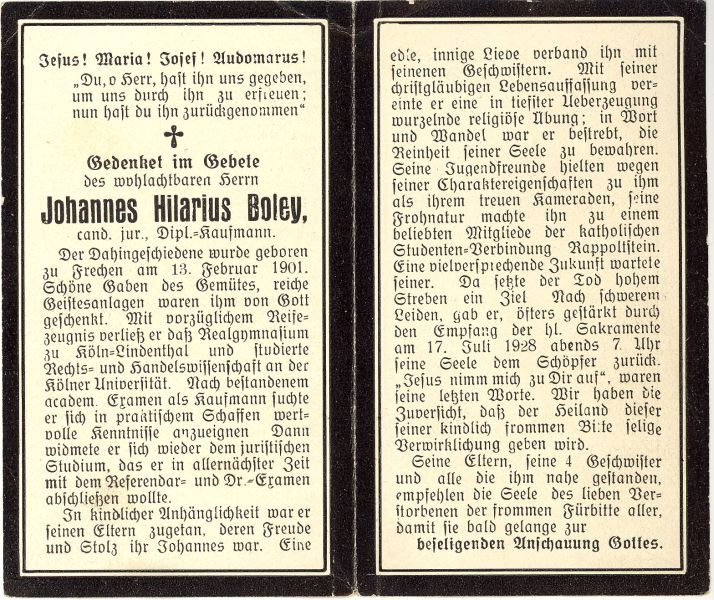 Jesus! Maria! Josef! Audomarus!
„Du, o Herr, hast ihn uns gegeben,
um uns durch ihn zu erfreuen;
nun hast du ihn zurückgenommen“
Gedenket im Gebete
des wohlachtbaren Herrn
Johannes Hilarius Boley,
cand. jur., Dipl.=Kaufmann.
Der Dahingeschiedene wurde geboren
zu Frechen am 13. Februar 1901.
Schöne Gaben des Gemütes, reiche
Geistesanlagen waren ihm von Gott
geschenkt. Mit vorzüglichem Reife=
zeugnis verließ er daß Realgymnasium
zu Köln=Lindenthal und studierte
Rechts= und Handelswissenschaft an der
Kölner Universität. Nach bestandenem
academ. Examen als Kaufmann suchte
er sich in praktischem Schaffen wert=
volle Kenntnisse anzueignen Dann
widmete er sich wieder dem juristischen
Studium, das er in allernächster Zeit
mit dem Referendar= und Dr.=Examen
abschließen wollte.
In kindlicher Anhänglichkeit war er
seinen Eltern zugetan, deren Freude
und Stolz ihr Johannes war. Eine
edle, innige Liebe verband ihn mit
seinenen Geschwistern. Mit seiner
christgläubigen Lebensauffassung ver=
einte er eine in tiefster Ueberzeugung
wurzelnde religiöse Übung; in Wort
und Wandel war er bestrebt, die
Reinheit seiner Seele zu bewahren.
Seine Jugendfreunde hielten wegen
seiner Charaktereigenschaften zu ihm
als ihrem treuen Kameraden, seine
Frohnatur machte ihn zu einem
beliebten Mitgliede der katholischen
Studenten=Verbindung Rappoltstein.
Eine vielversprechende Zukunft wartete
seiner. Da setzte der Tod hohem
Streben ein Ziel Nach schwerem
Leiden, gab er, öfters gestärkt durch
den Empfang der hl. Sakramente
am 17. Juli 1928 abends 7 Uhr
seine Seele dem Schöpfer zurück.
„Jesus nimm mich zu Dir auf“, waren
seine letzten Worte. Wir haben die
Zuversicht, daß der Heiland dieser
seiner kindlich frommen Bitte selige
Verwirklichung geben wird.
Seine Eltern, seine 4 Geschwister
und alle die ihm nahe gestanden,
empfehlen die Seele des lieben Ver=
storbenen der frommen Fürbitte aller,
damit sie bald gelange zur
beseligenden Anschauung Gottes.